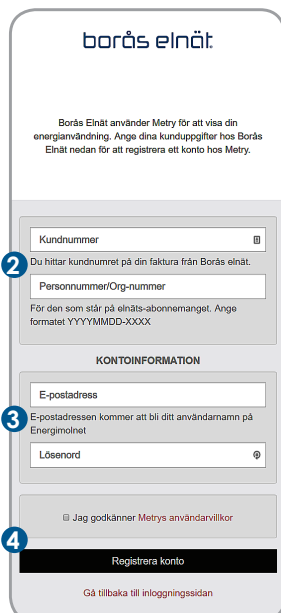 borås elnät
Borås Elnät använder Metry för att visa din
energianvändning. Ange dina kunduppgifter hos Borås
Elnät nedan för att registrera ett konto hos Metry.
Kundnummer
2
Du hittar kundnumret på din faktura från Borås elnät.
Personnummer/Org-nummer
För den som står på elnäts-abonnemanget. Ange
formatet YYYYMMDD-XXXX
KONTOINFORMATION
E-postadress
3
E-postadressen kommer att bli ditt användarnamn på
Energimolnet
Lösenord
Jag godkänner Metrys användarvillkor
4
Registrera konto
Gå tillbaka till inloggningssidan